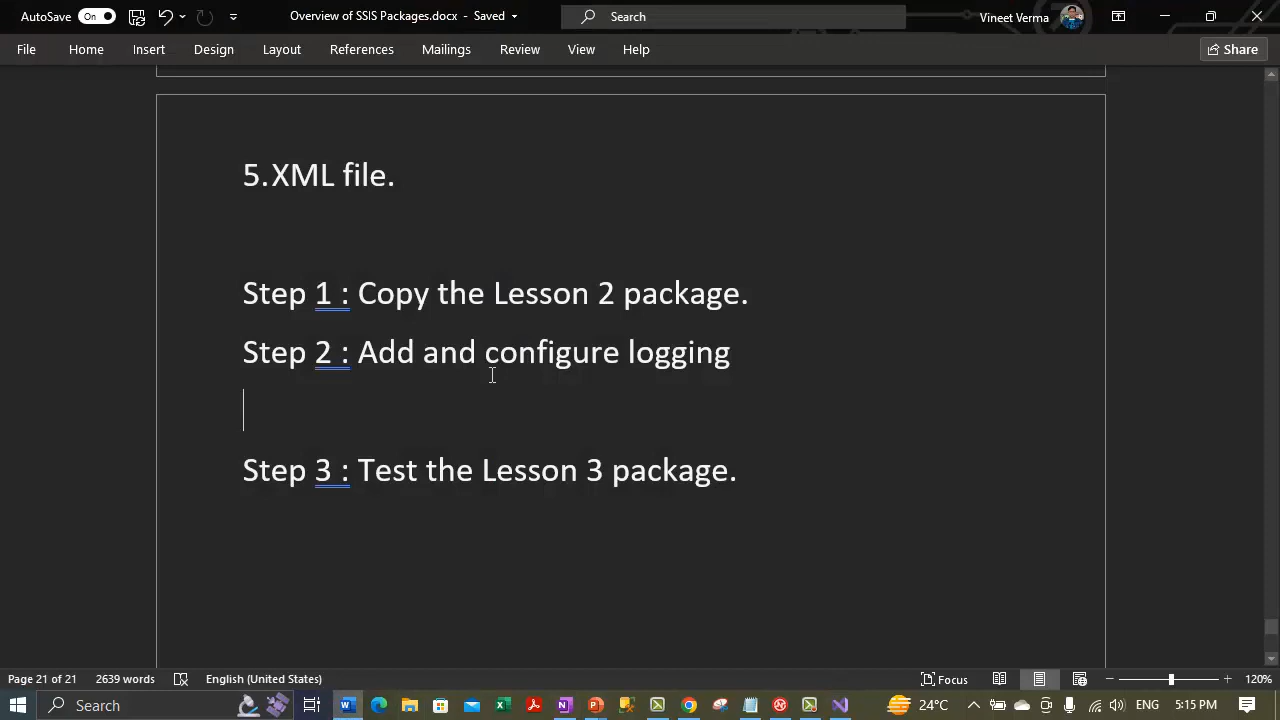 AutoSave On Overview of SSIS Packages.docx - Saved Search Vineet Verma
File Home Insert Design Layout References Mailings Review View Help Share
5. XML file.
Step 1 : Copy the Lesson 2 package.
Step 2 : Add and configure logging
Step 3 : Test the Lesson 3 package.
Page 21 of 21 2639 words English (United States) Focus 120%
Search 24°C ENG 5:15 PM